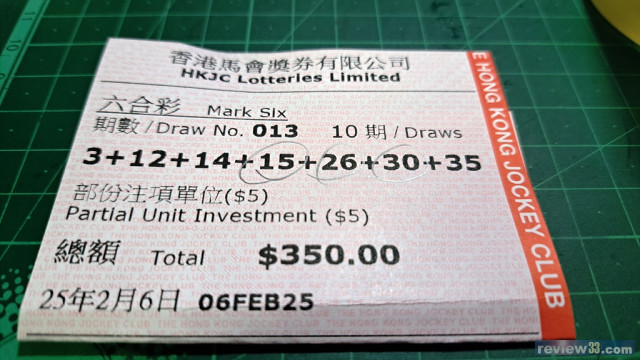 香港馬會獎券有限公司
HKJC Lotteries Limited
六合彩 Mark Six
期數 / Draw No. 013 10 期 / Draws
3+12+14+15+26+30+35
部份注項單位($5)
Partial Unit Investment ($5)
總額 Total $350.00
25年2月6日 06FEB25
E HONG KONG JOCKEY CLUB
review33.com